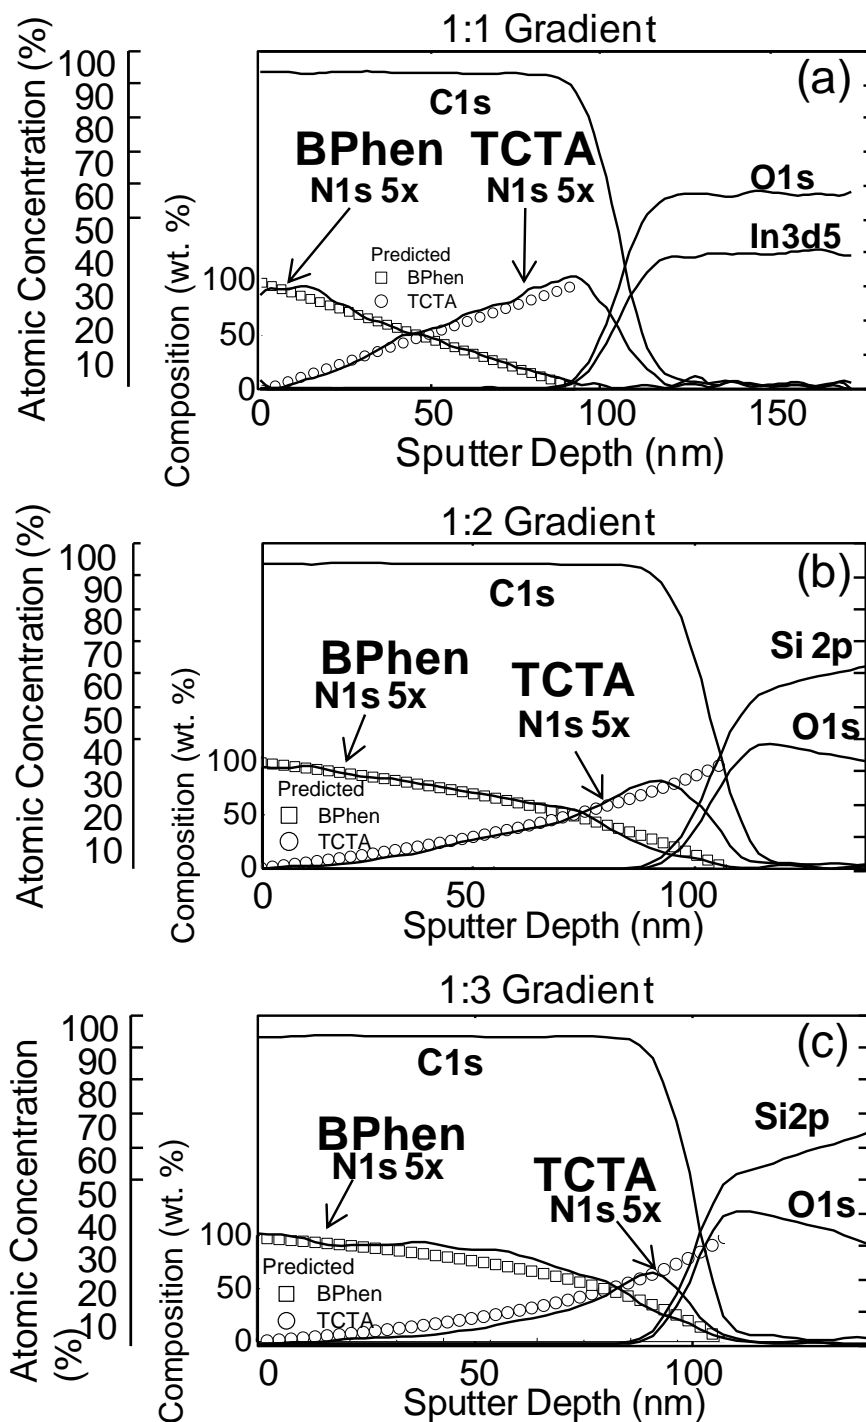 1:1 Gradient
(a)
Atomic Concentration (%)
100
90
80
70
60
50
40
30
20
10
Composition (wt. %)
100
50
0
C1s
BPhen
N1s 5x
TCTA
N1s 5x
O1s
In3d5
Predicted
BPhen
TCTA
0 50 100 150
Sputter Depth (nm)
1:2 Gradient
(b)
Atomic Concentration (%)
100
90
80
70
60
50
40
30
20
10
Composition (wt. %)
100
50
0
C1s
BPhen
N1s 5x
TCTA
N1s 5x
Si 2p
O1s
Predicted
BPhen
TCTA
0 50 100
Sputter Depth (nm)
1:3 Gradient
(c)
Atomic Concentration
(%)
100
90
80
70
60
50
40
30
20
10
Composition (wt. %)
100
50
0
C1s
BPhen
N1s 5x
TCTA
N1s 5x
Si2p
O1s
Predicted
BPhen
TCTA
0 50 100
Sputter Depth (nm)